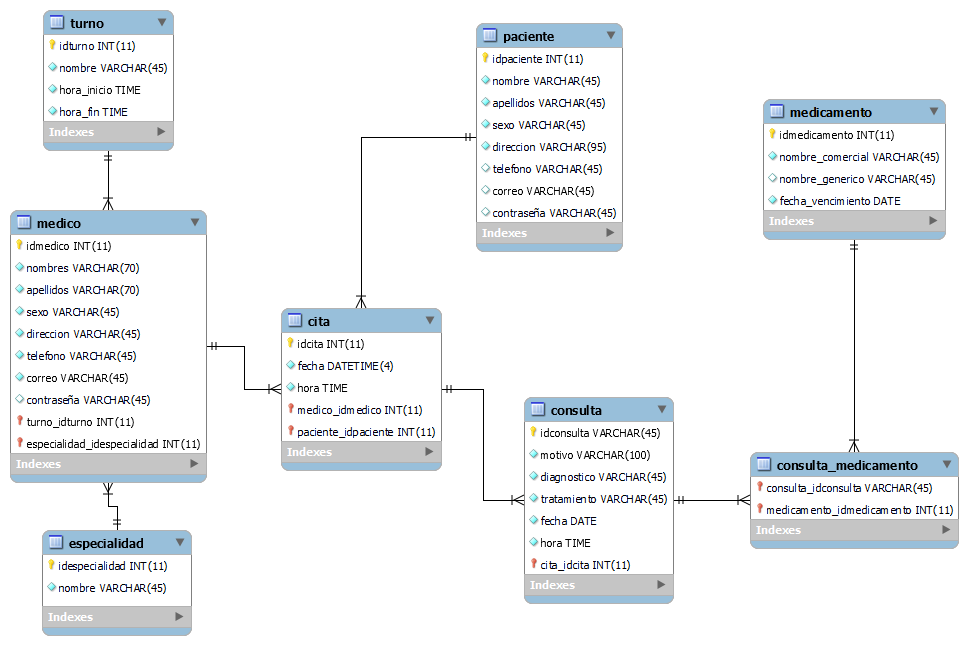 turno
idturno INT(11)
nombre VARCHAR(45)
hora_inicio TIME
hora_fin TIME
Indexes
paciente
idpaciente INT(11)
nombre VARCHAR(45)
apellidos VARCHAR(45)
sexo VARCHAR(45)
direccion VARCHAR(95)
telefono VARCHAR(45)
correo VARCHAR(45)
contraseña VARCHAR(45)
Indexes
medicamento
idmedicamento INT(11)
nombre_comercial VARCHAR(45)
nombre_generico VARCHAR(45)
fecha_vencimiento DATE
Indexes
medico
idmedico INT(11)
nombres VARCHAR(70)
apellidos VARCHAR(70)
sexo VARCHAR(45)
direccion VARCHAR(45)
telefono VARCHAR(45)
correo VARCHAR(45)
contraseña VARCHAR(45)
turno_idturno INT(11)
especialidad_idespecialidad INT(11)
Indexes
cita
idcita INT(11)
fecha DATETIME(4)
hora TIME
medico_idmedico INT(11)
paciente_idpaciente INT(11)
Indexes
consulta
idconsulta VARCHAR(45)
motivo VARCHAR(100)
diagnostico VARCHAR(45)
tratamiento VARCHAR(45)
fecha DATE
hora TIME
cita_idcita INT(11)
Indexes
consulta_medicamento
consulta_idconsulta VARCHAR(45)
medicamento_idmedicamento INT(11)
Indexes
especialidad
idespecialidad INT(11)
nombre VARCHAR(45)
Indexes